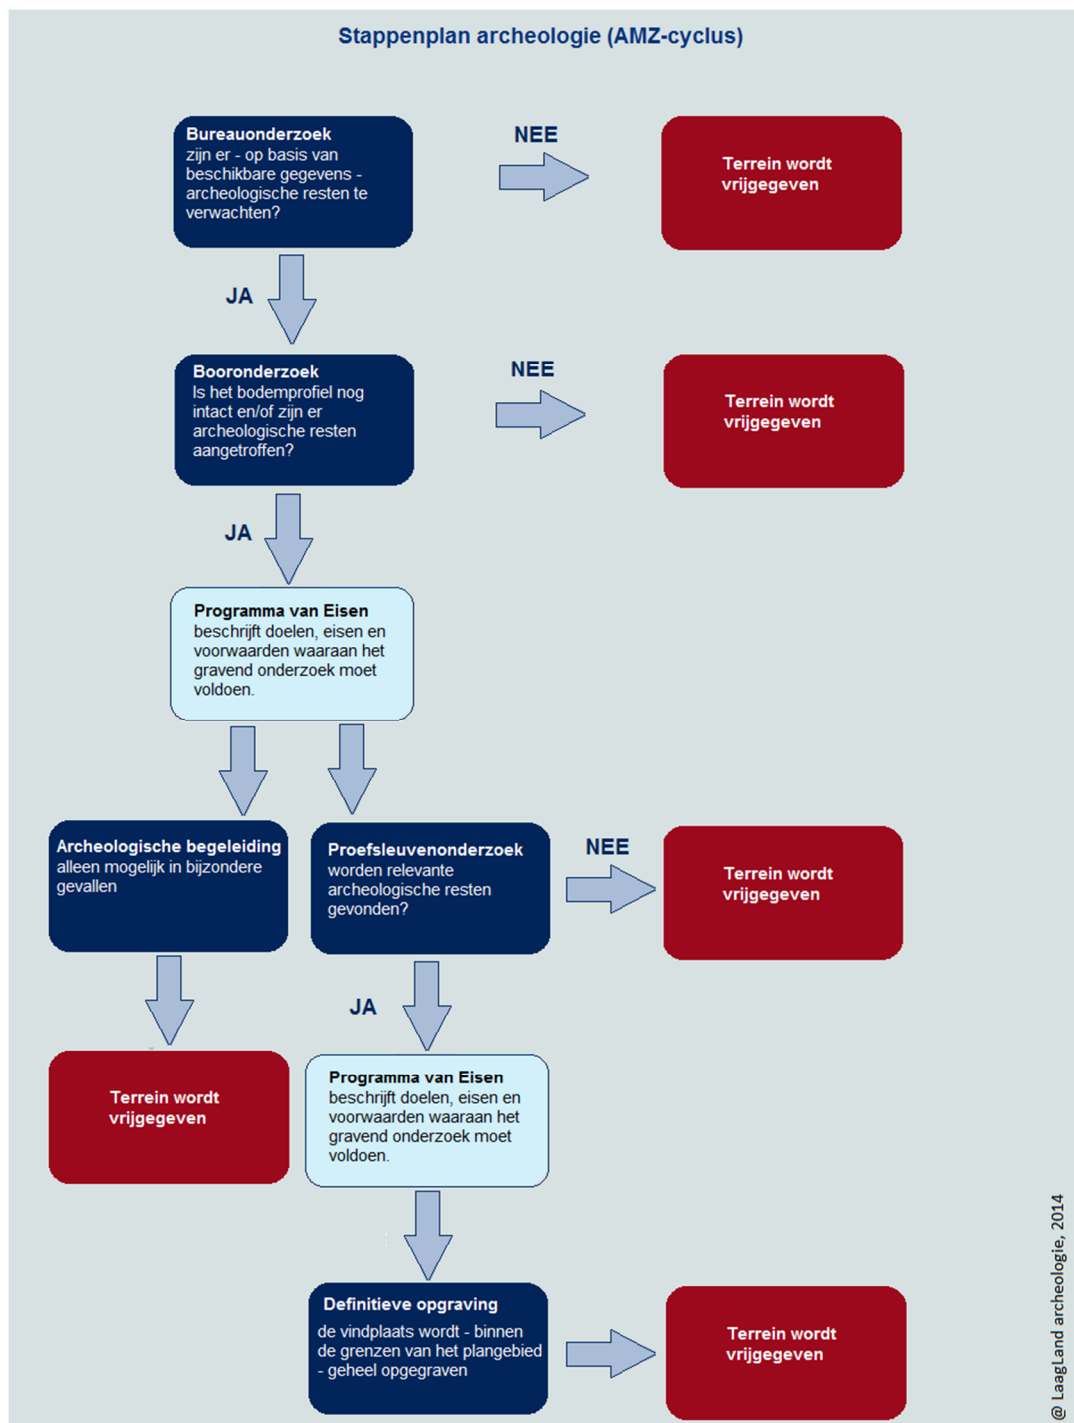 Stappenplan archeologie (AMZ-cyclus)
Bureauonderzoek
zijn er - op basis van
beschikbare gegevens -
archeologische resten te
verwachten?
NEE
Terrein wordt
vrijgegeven
JA
Booronderzoek
Is het bodemprofiel nog
intact en/of zijn er
archeologische resten
aangetroffen?
NEE
Terrein wordt
vrijgegeven
JA
Programma van Eisen
beschrijft doelen, eisen en
voorwaarden waaraan het
gravend onderzoek moet
voldoen.
Archeologische begeleiding
alleen mogelijk in bijzondere
gevallen
Proefsleuvenonderzoek
worden relevante
archeologische resten
gevonden?
NEE
Terrein wordt
vrijgegeven
JA
Terrein wordt
vrijgegeven
Programma van Eisen
beschrijft doelen, eisen en
voorwaarden waaraan het
gravend onderzoek moet
voldoen.
Definitieve opgraving
de vindplaats wordt - binnen
de grenzen van het plangebied
- geheel opgegraven
Terrein wordt
vrijgegeven
@ LaagLand archeologie, 2014